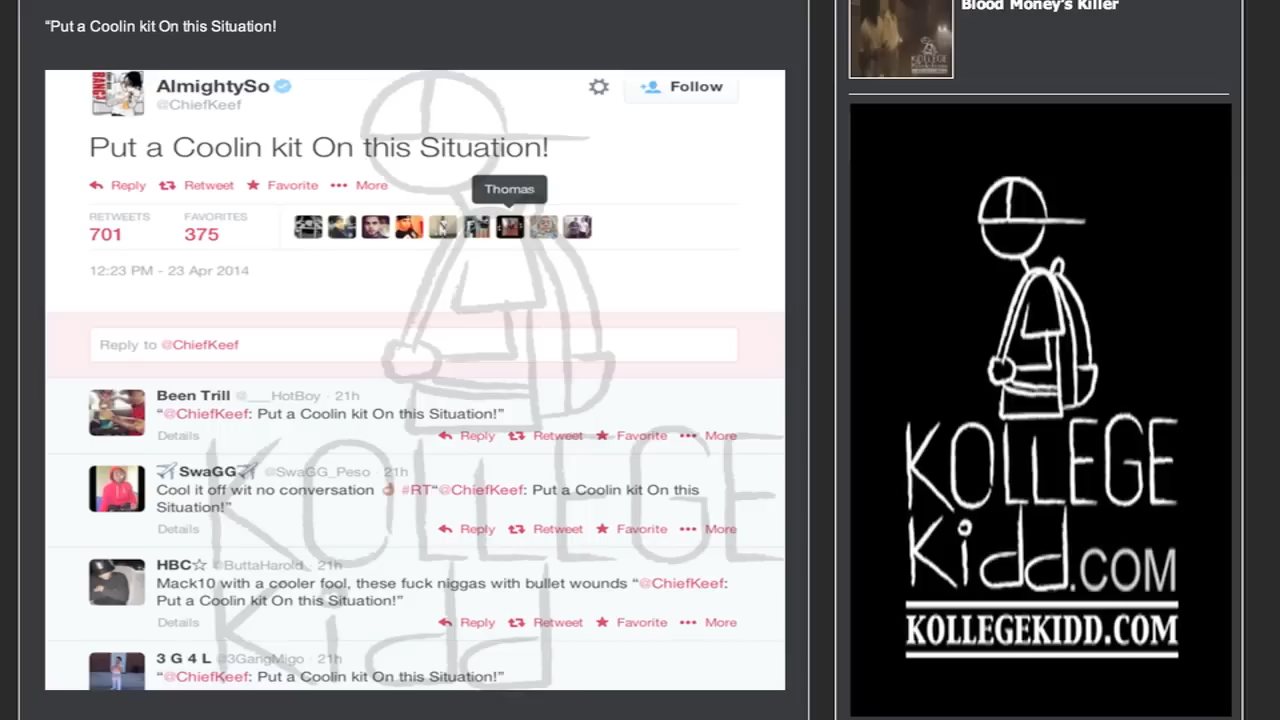 “Put a Coolin kit On this Situation!
Blood Money's Killer
AlmightySo
@ChiefKeef
Follow
Put a Coolin kit On this Situation!
Reply Retweet Favorite ••• More
Thomas
RETWEETS FAVORITES
701 375
12:23 PM - 23 Apr 2014
Reply to @ChiefKeef
Been Trill @___HotBoy · 21h
“@ChiefKeef: Put a Coolin kit On this Situation!”
Details
Reply Retweet Favorite ••• More
SwaGG @SwaGG_Peso · 21h
Cool it off wit no conversation 👌 #RT“@ChiefKeef: Put a Coolin kit On this
Situation!”
Details
Reply Retweet Favorite ••• More
HBC☆ @ButtaHarold · 21h
Mack10 with a cooler fool, these fuck niggas with bullet wounds “@ChiefKeef:
Put a Coolin kit On this Situation!”
Details
Reply Retweet Favorite ••• More
3 G 4 L @3GangMigo · 21h
“@ChiefKeef: Put a Coolin kit On this Situation!”
KOLLEGE
Kidd
KOLLEGE
Kidd.COM
KOLLEGEKIDD.COM